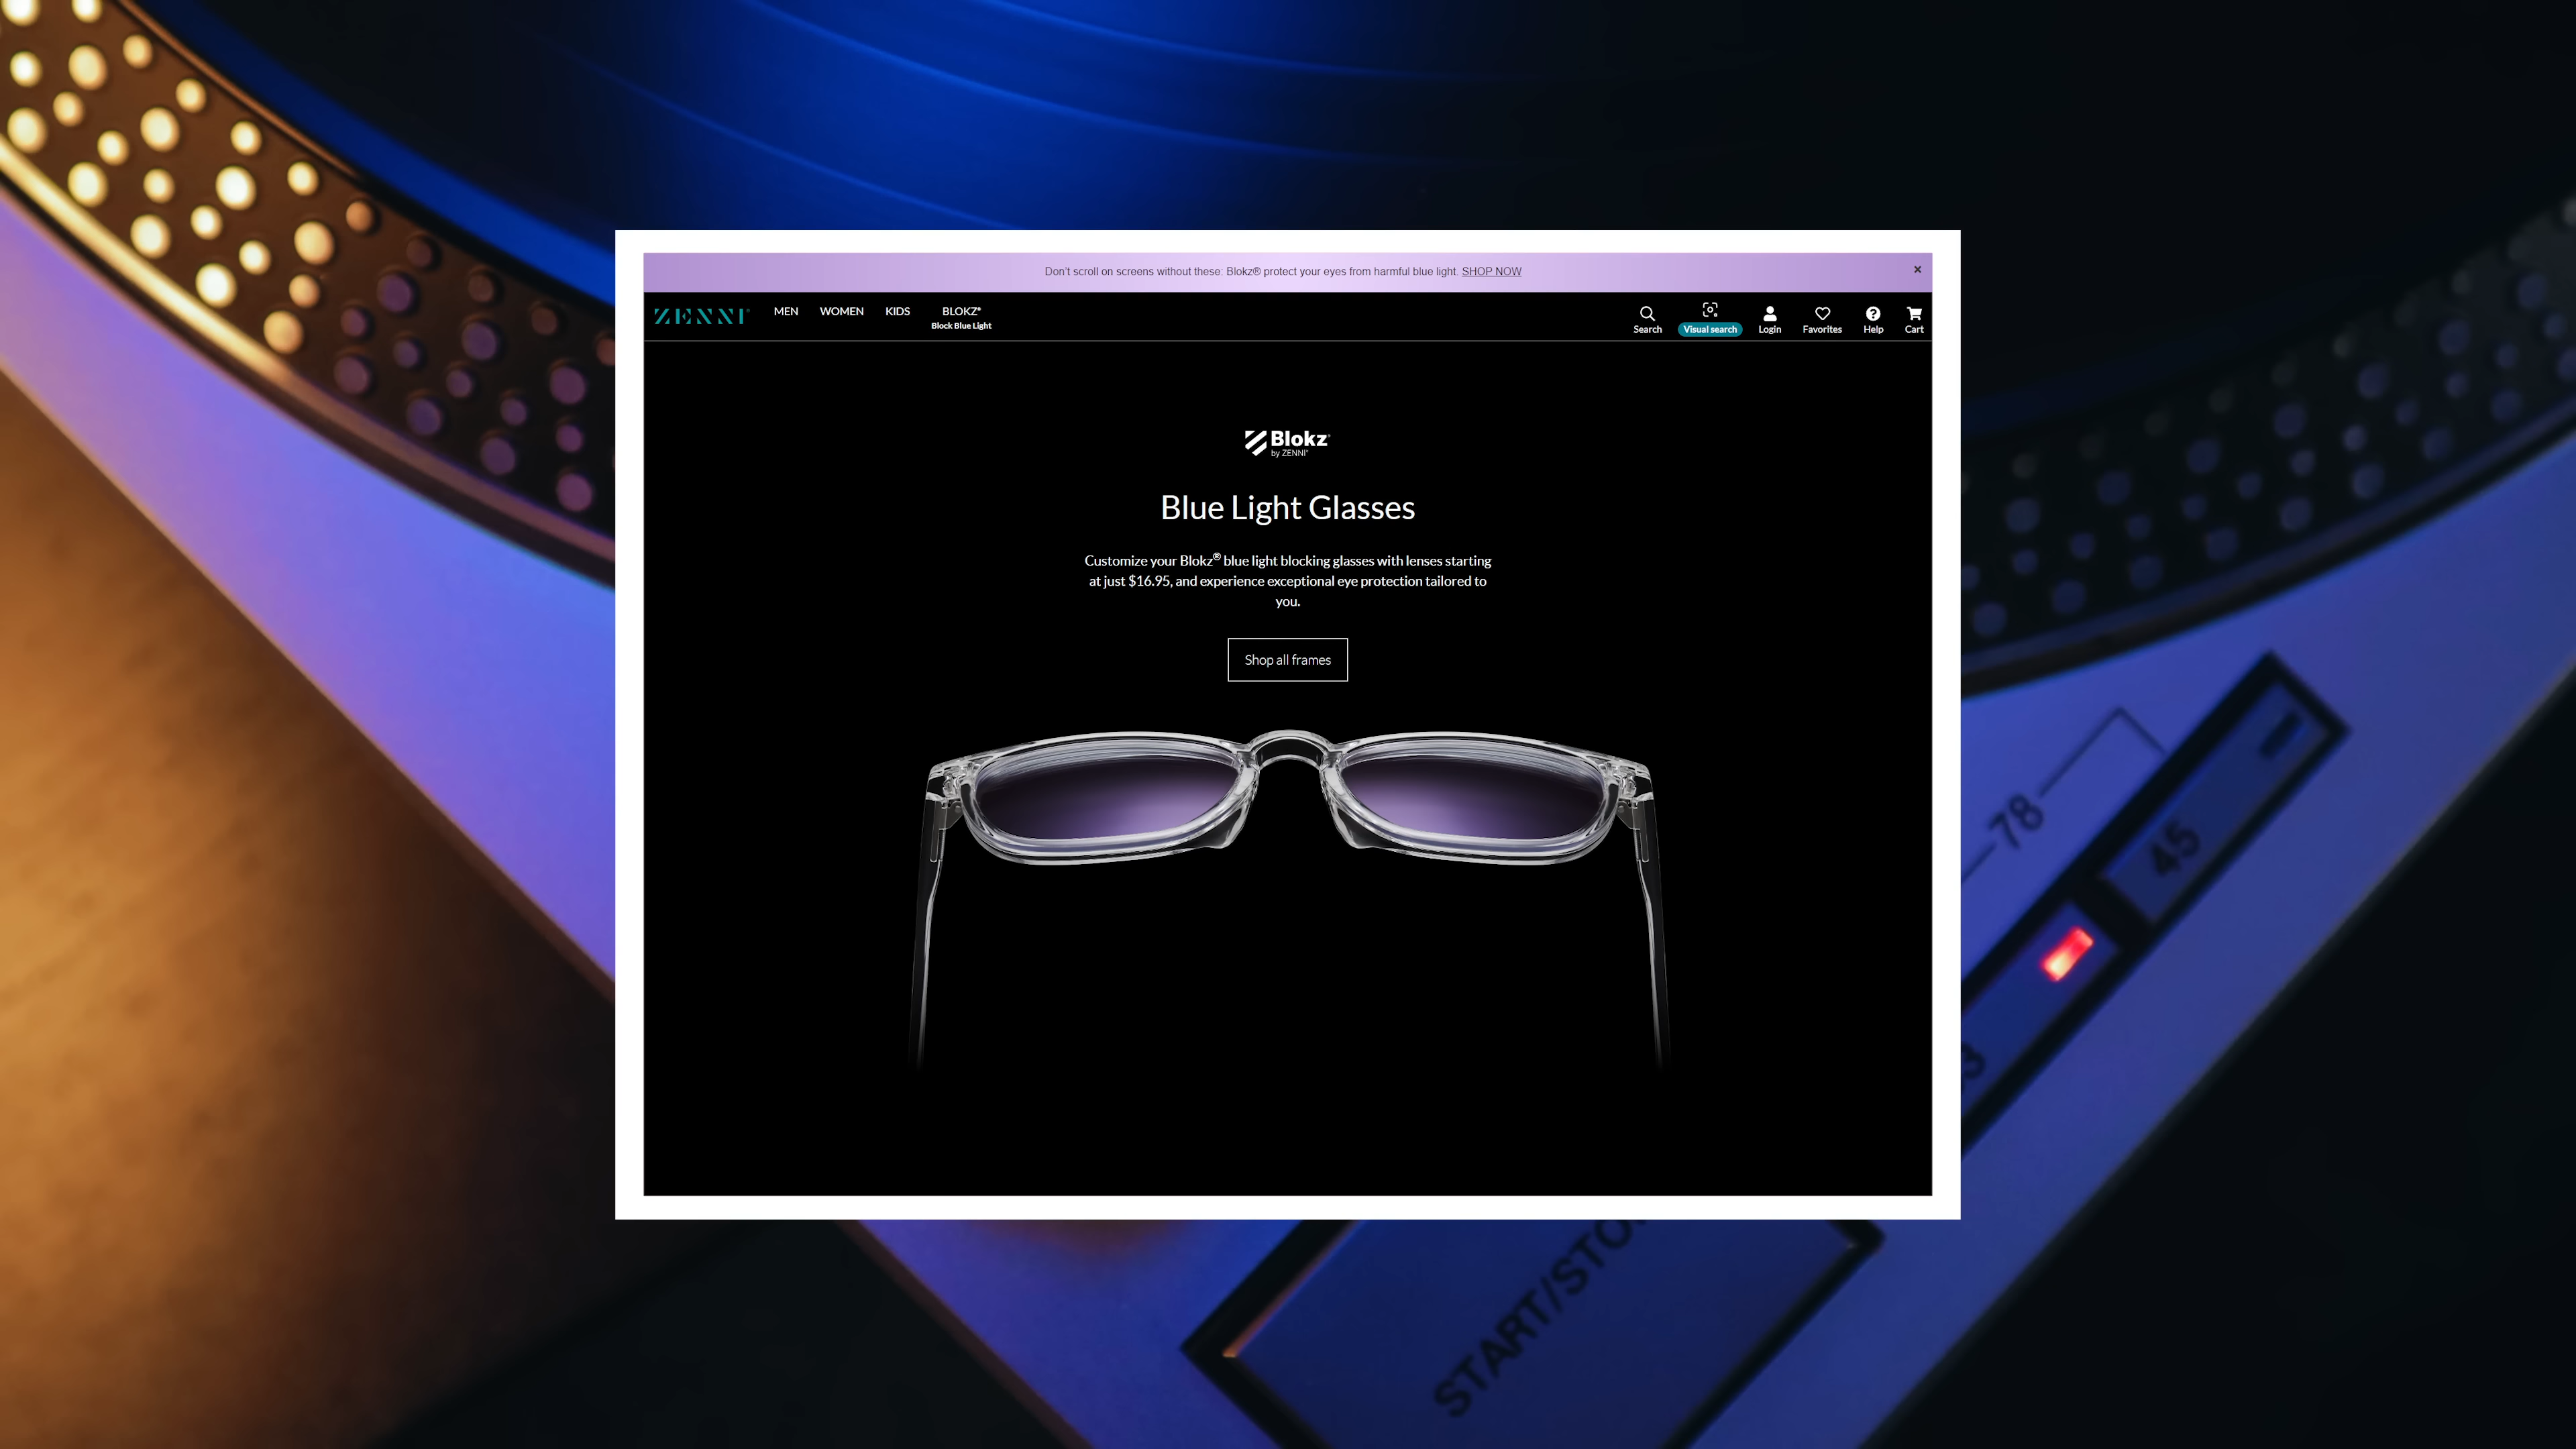 Don't scroll on screens without these: Blokz® protect your eyes from harmful blue light. SHOP NOW ×
ZENNI®
MEN
WOMEN
KIDS
BLOKZ®
Block Blue Light
Search
Visual search
Login
Favorites
Help
Cart
Blokz®
by ZENNI®
Blue Light Glasses
Customize your Blokz® blue light blocking glasses with lenses starting
at just $16.95, and experience exceptional eye protection tailored to
you.
Shop all frames
78
45
3
START/STO